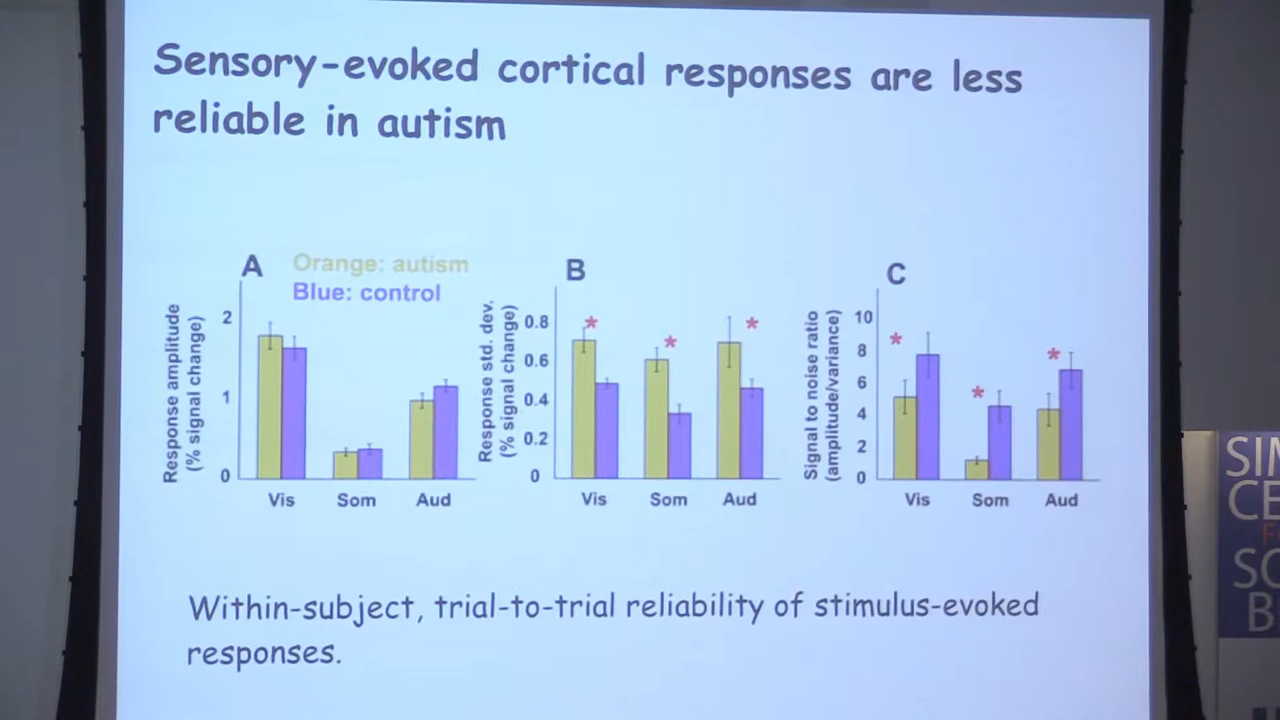 Sensory-evoked cortical responses are less
reliable in autism
A
Orange: autism
Blue: control
Response amplitude
(% signal change)
2
1
0
Vis Som Aud
B
Response std. dev.
(% signal change)
0.8
0.6
0.4
0.2
0
* * *
Vis Som Aud
C
Signal to noise ratio
(amplitude/variance)
10
8
6
4
2
0
* * *
Vis Som Aud
Within-subject, trial-to-trial reliability of stimulus-evoked
responses.